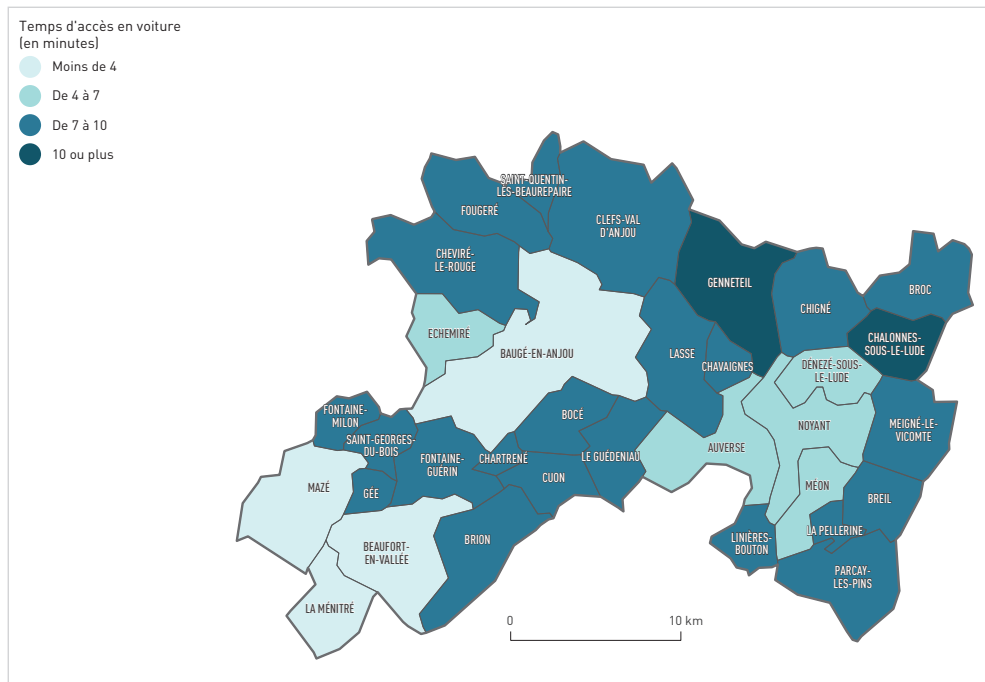 Temps d'accès en voiture
(en minutes)
Moins de 4
De 4 à 7
De 7 à 10
10 ou plus
SAINT-QUENTIN-
LÈS-BEAUREPAIRE
FOUGERÉ
CLEFS-VAL
D'ANJOU
CHEVIRÉ-
LE-ROUGE
GENNETEIL
BROC
CHIGNÉ
ECHEMIRÉ
CHALONNES-
SOUS-LE-LUDE
BAUGÉ-EN-ANJOU
LASSE
CHAVAIGNES
DÉNEZÉ-SOUS-
LE-LUDE
FONTAINE-
MILON
BOCÉ
NOYANT
MEIGNÉ-LE-
VICOMTE
SAINT-GEORGES-
DU-BOIS
AUVERSE
FONTAINE-
GUÉRIN
CHARTRENÉ
LE GUÉDENIAU
CUON
MAZÉ
GÉE
MÉON
BREIL
BEAUFORT-
EN-VALLÉE
BRION
LINIÈRES-
BOUTON
LA PELLERINE
PARCAY-
LES-PINS
LA MÉNITRÉ
0
10 km